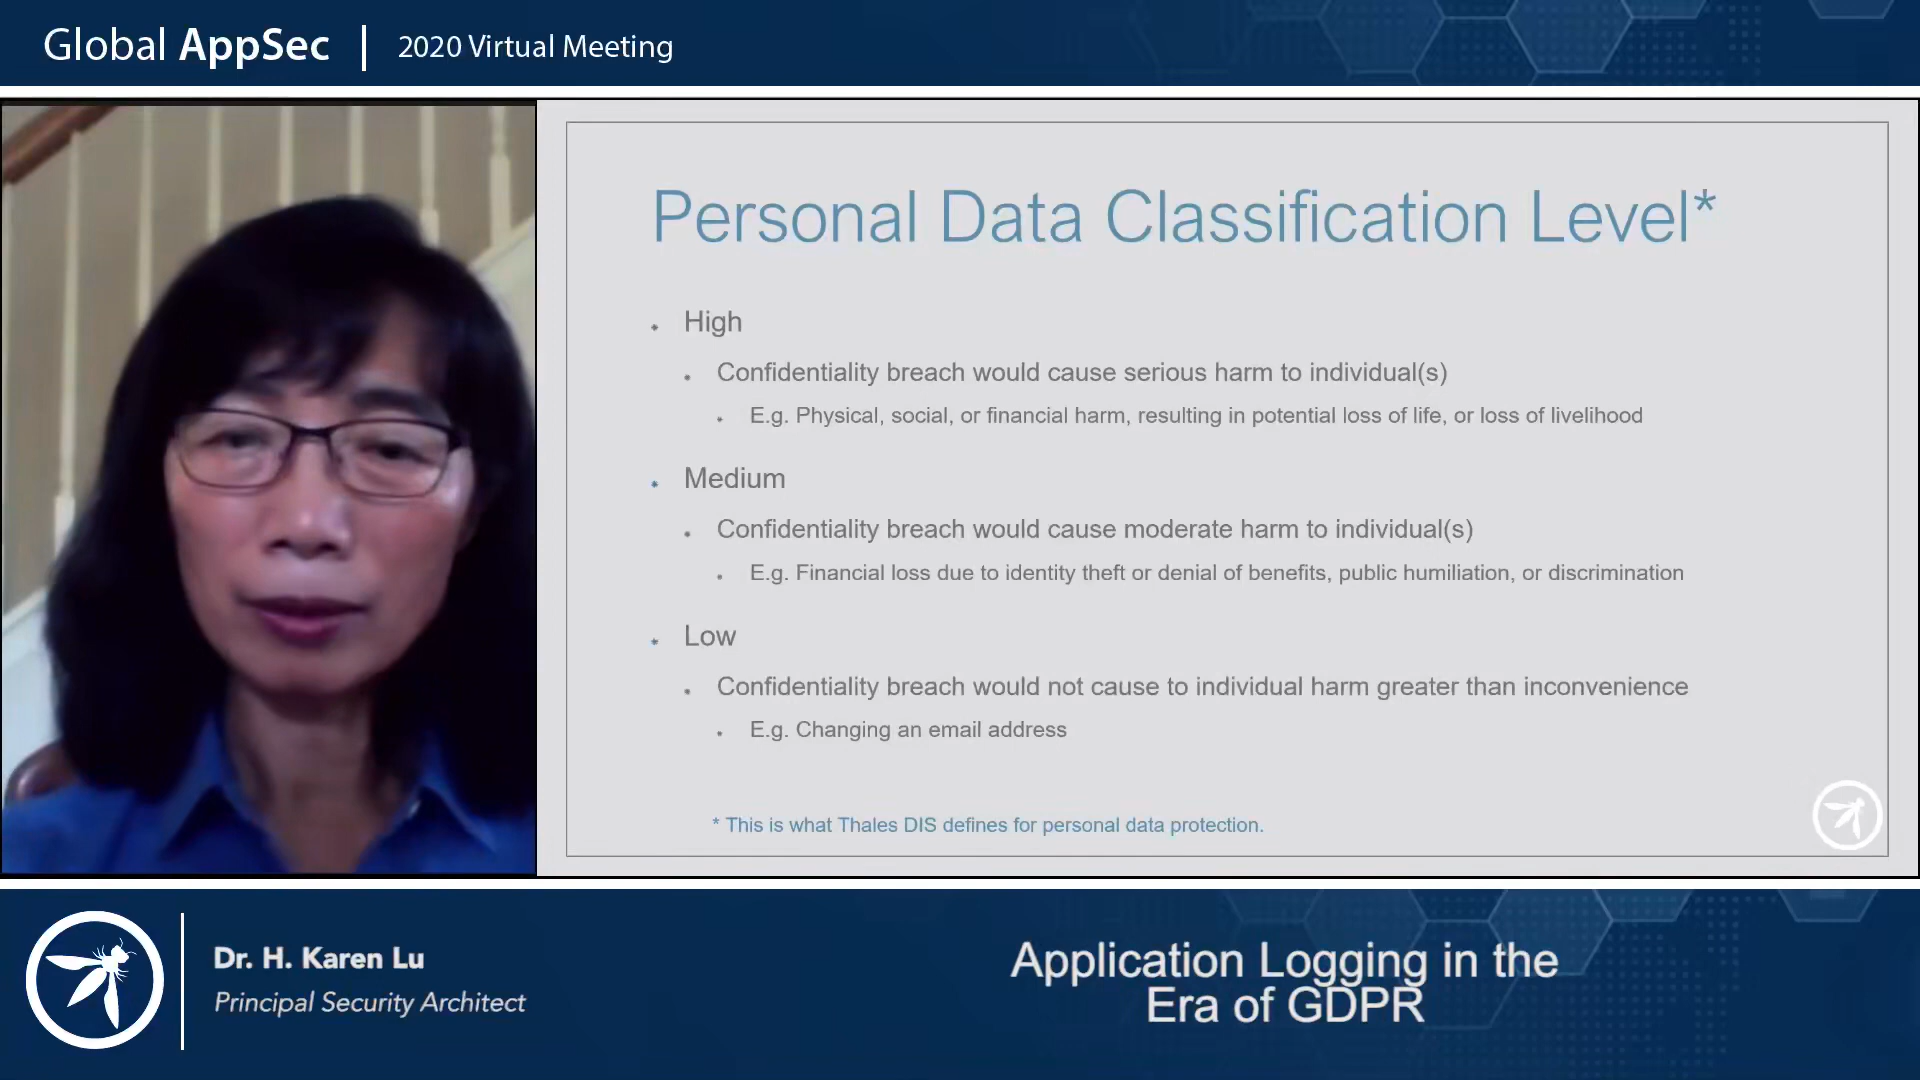 Global AppSec | 2020 Virtual Meeting
Personal Data Classification Level*
High
Confidentiality breach would cause serious harm to individual(s)
E.g. Physical, social, or financial harm, resulting in potential loss of life, or loss of livelihood
Medium
Confidentiality breach would cause moderate harm to individual(s)
E.g. Financial loss due to identity theft or denial of benefits, public humiliation, or discrimination
Low
Confidentiality breach would not cause to individual harm greater than inconvenience
E.g. Changing an email address
* This is what Thales DIS defines for personal data protection.
Dr. H. Karen Lu
Principal Security Architect
Application Logging in the
Era of GDPR